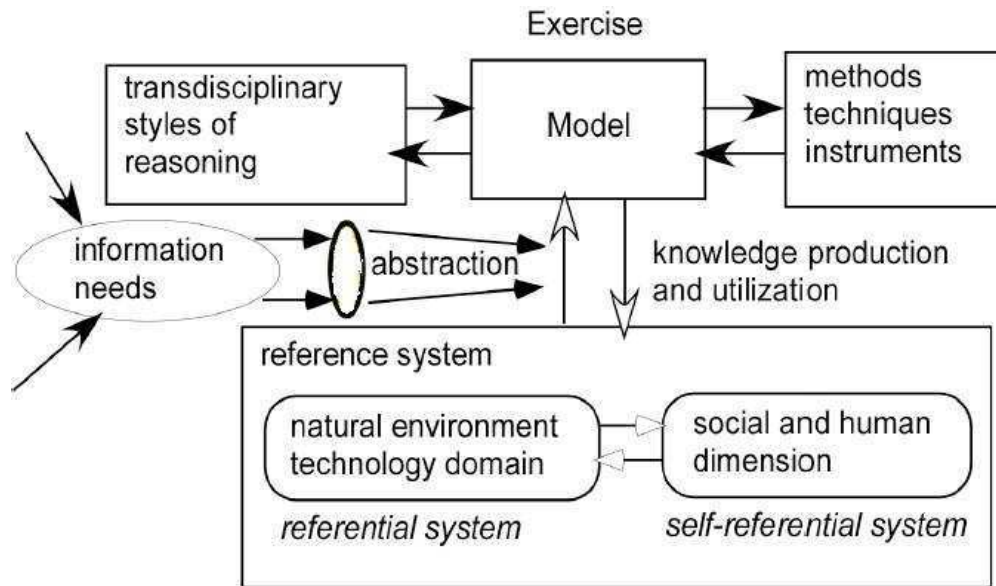 Exercise
transdisciplinary
styles of
reasoning
Model
methods
techniques
instruments
information
needs
abstraction
knowledge production
and utilization
reference system
natural environment
technology domain
social and human
dimension
referential system
self-referential system